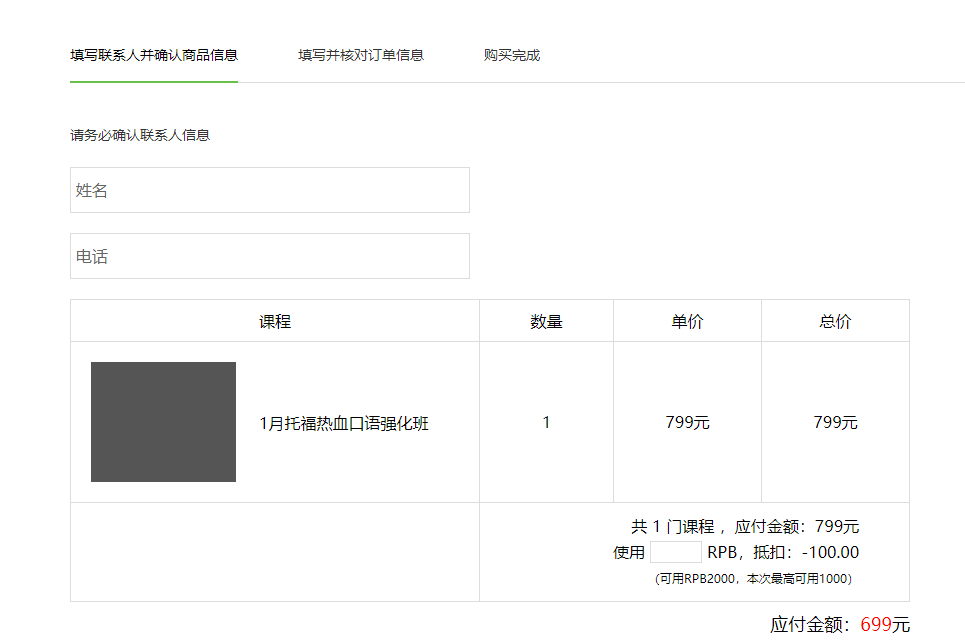 填写联系人并确认商品信息 填写并核对订单信息 购买完成
请务必确认联系人信息
姓名
电话
课程 数量 单价 总价
1月托福热血口语强化班 1 799元 799元
共 1 门课程 ，应付金额：799元
使用 RPB，抵扣：-100.00
（可用RPB2000，本次最高可用1000）
应付金额：699元